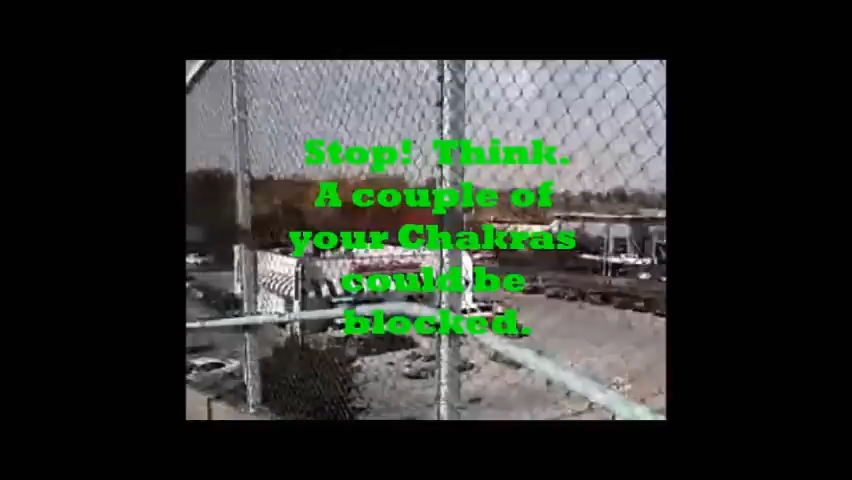 Stop!  Think.
A couple of
your Chakras
could be
blocked.